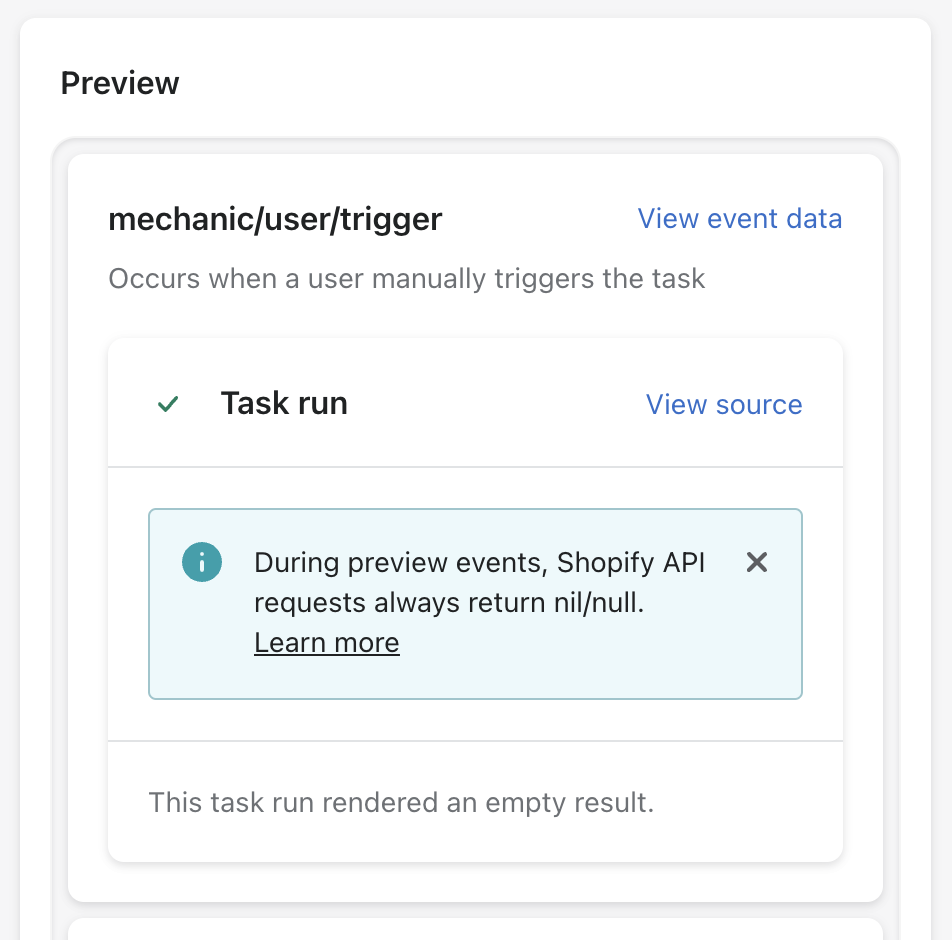 Preview
mechanic/user/trigger
View event data
Occurs when a user manually triggers the task
Task run
View source
During preview events, Shopify API
requests always return nil/null.
Learn more
This task run rendered an empty result.